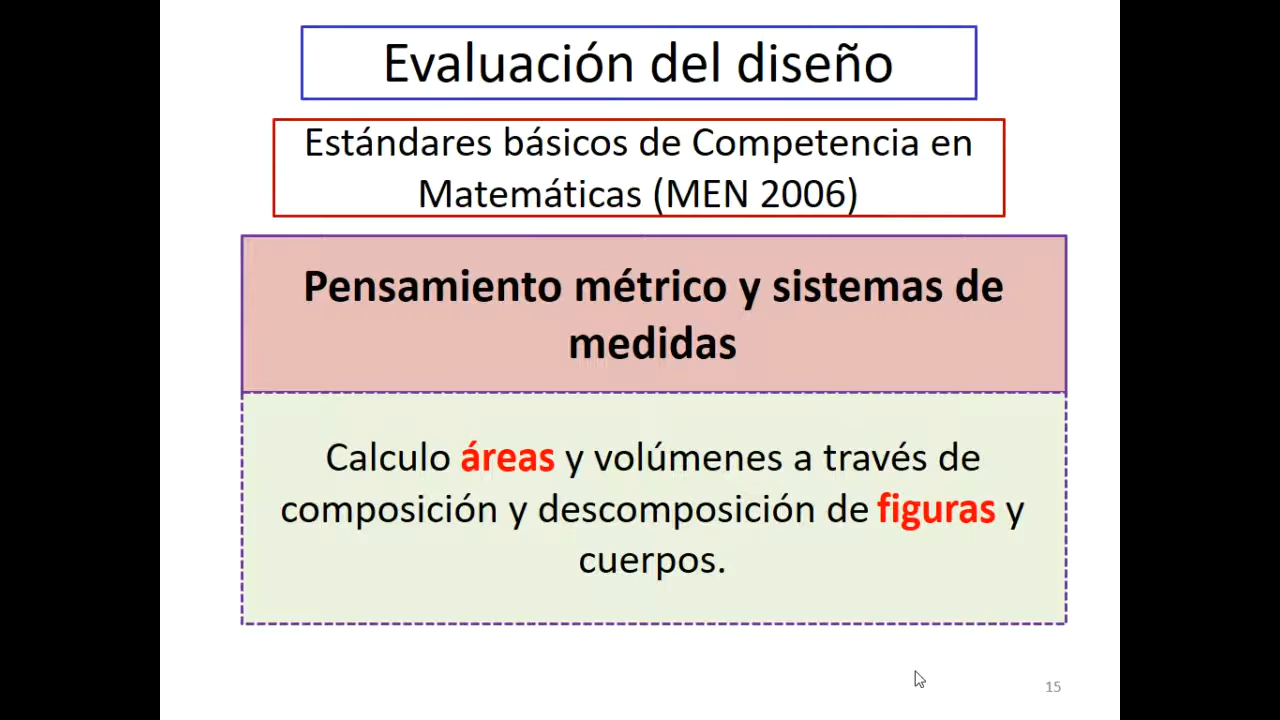 Evaluación del diseño
Estándares básicos de Competencia en
Matemáticas (MEN 2006)
Pensamiento métrico y sistemas de
medidas
Calculo áreas y volúmenes a través de
composición y descomposición de figuras y
cuerpos.
15